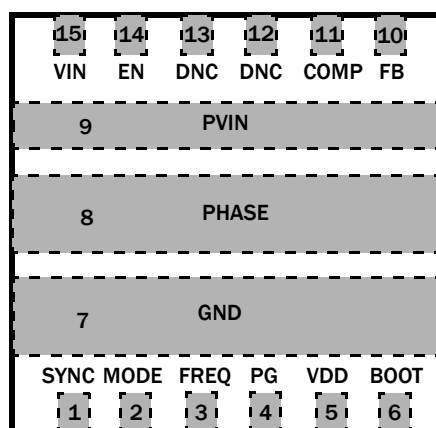 15 14 13 12 11 10
VIN EN DNC DNC COMP FB
9 PVIN
8 PHASE
7 GND
SYNC MODE FREQ PG VDD BOOT
1 2 3 4 5 6